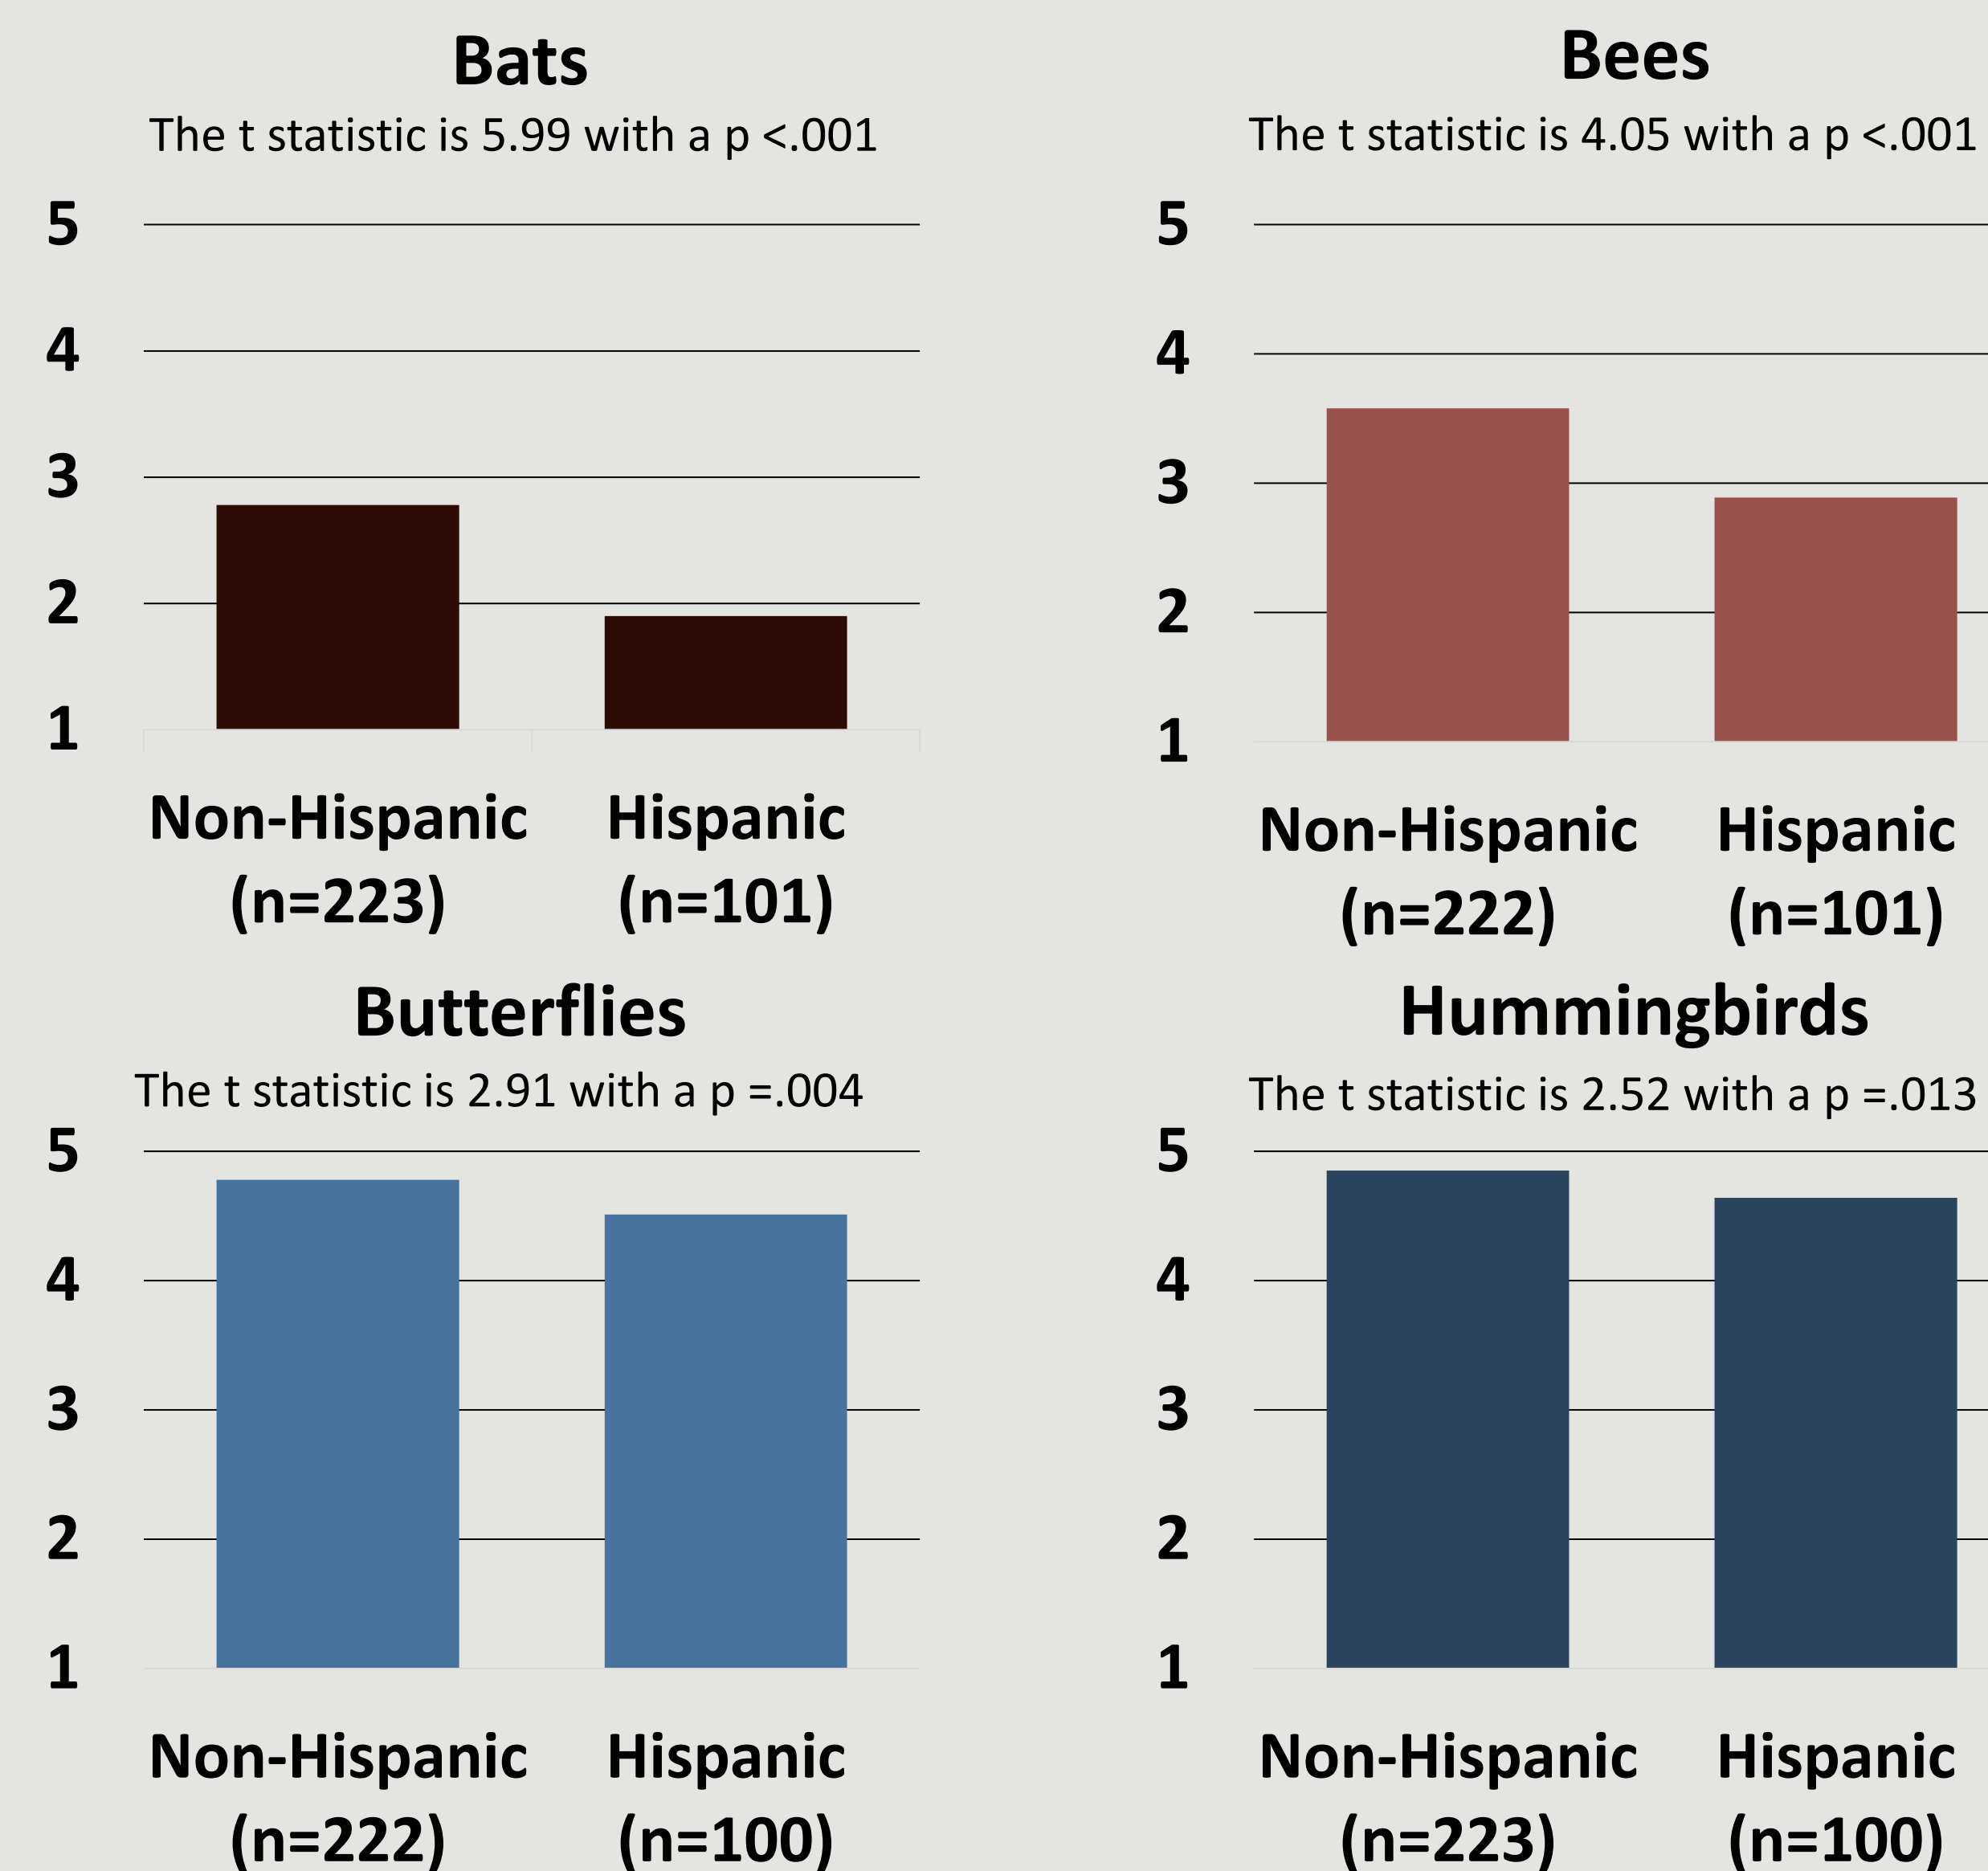 Bats
The t statistic is 5.99 with a p <.001
5
4
3
2
1
Non-Hispanic Hispanic
(n=223) (n=101)
Bees
The t statistic is 4.05 with a p <.001
5
4
3
2
1
Non-Hispanic Hispanic
(n=222) (n=101)
Butterflies
The t statistic is 2.91 with a p =.004
5
4
3
2
1
Non-Hispanic Hispanic
(n=222) (n=100)
Hummingbirds
The t statistic is 2.52 with a p =.013
5
4
3
2
1
Non-Hispanic Hispanic
(n=223) (n=100)